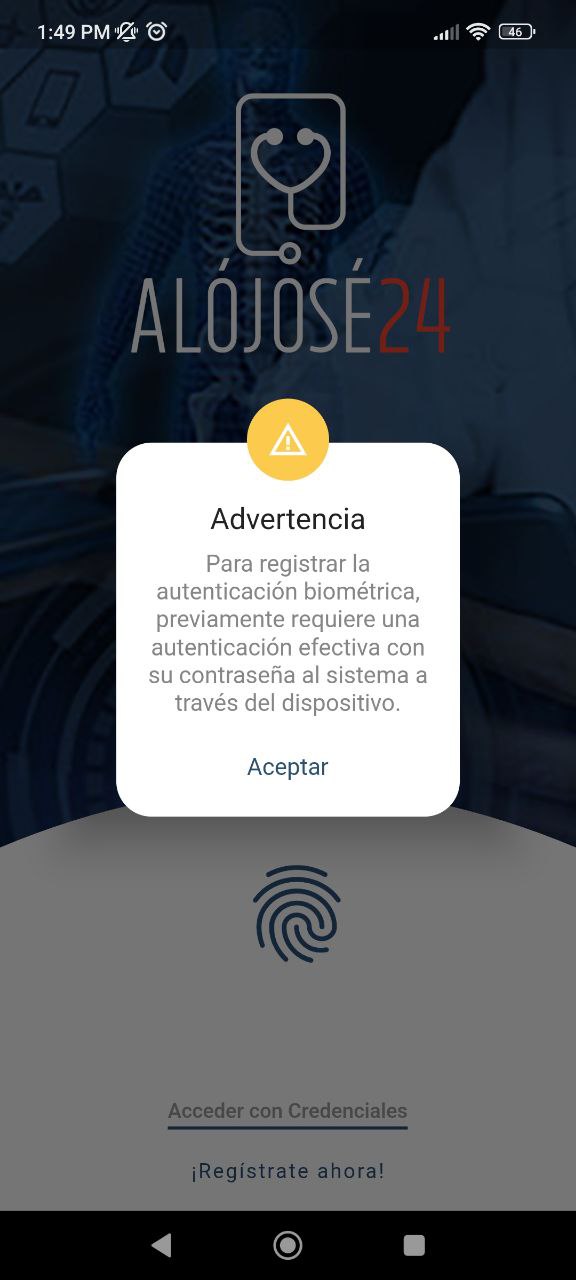 1:49 PM
46
ALÓJOSÉ24
Advertencia
Para registrar la
autenticación biométrica,
previamente requiere una
autenticación efectiva con
su contraseña al sistema a
través del dispositivo.
Aceptar
Acceder con Credenciales
¡Regístrate ahora!